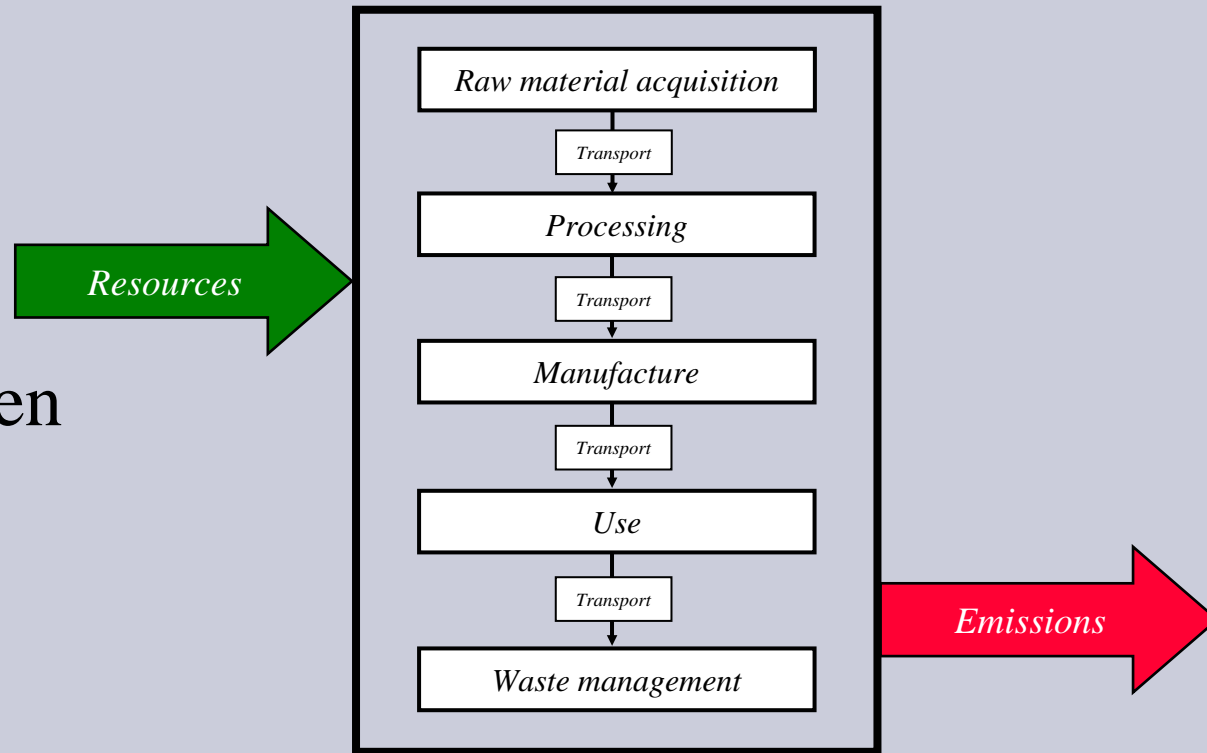 Raw material acquisition
Transport
Processing
Resources
Transport
Manufacture
en
Transport
Use
Transport
Emissions
Waste management